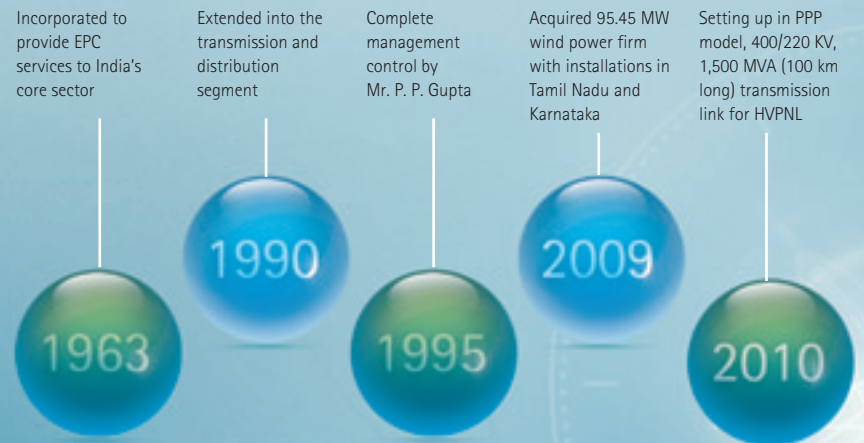 Incorporated to
provide EPC
services to India's
core sector
Extended into the
transmission and
distribution
segment
Complete
management
control by
Mr. P. P. Gupta
Acquired 95.45 MW
wind power firm
with installations in
Tamil Nadu and
Karnataka
Setting up in PPP
model, 400/220 KV,
1,500 MVA (100 km
long) transmission
link for HVPNL
1963
1990
1995
2009
2010